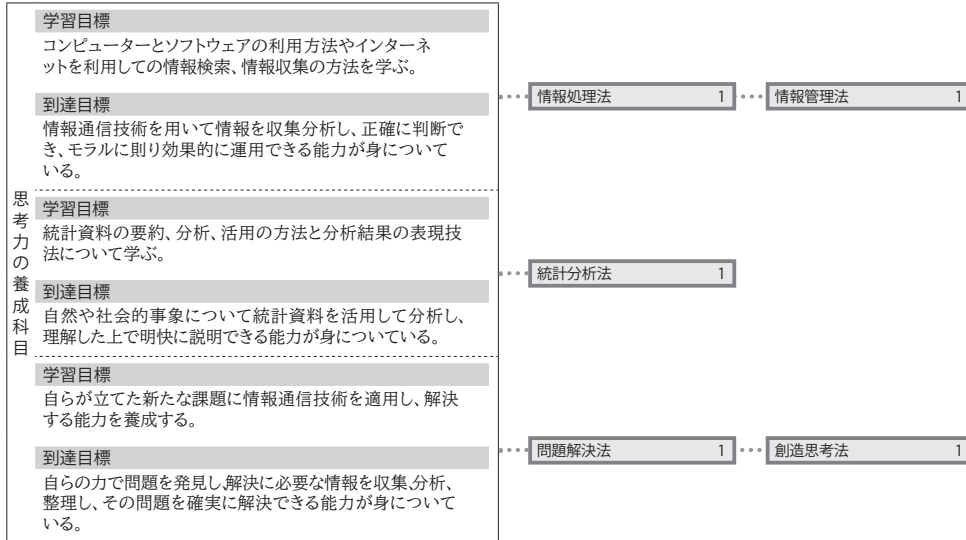 思考力の養成科目
学習目標
コンピューターとソフトウェアの利用方法やインターネ
ットを利用しての情報検索、情報収集の方法を学ぶ。
到達目標
情報通信技術を用いて情報を収集分析し、正確に判断で
き、モラルに則り効果的に運用できる能力が身について
いる。
情報処理法 1
情報管理法 1
学習目標
統計資料の要約、分析、活用の方法と分析結果の表現技
法について学ぶ。
到達目標
自然や社会的事象について統計資料を活用して分析し、
理解した上で明快に説明できる能力が身についている。
統計分析法 1
学習目標
自らが立てた新たな課題に情報通信技術を適用し、解決
する能力を養成する。
到達目標
自らの力で問題を発見し、解決に必要な情報を収集、分析、
整理し、その問題を確実に解決できる能力が身について
いる。
問題解決法 1
創造思考法 1